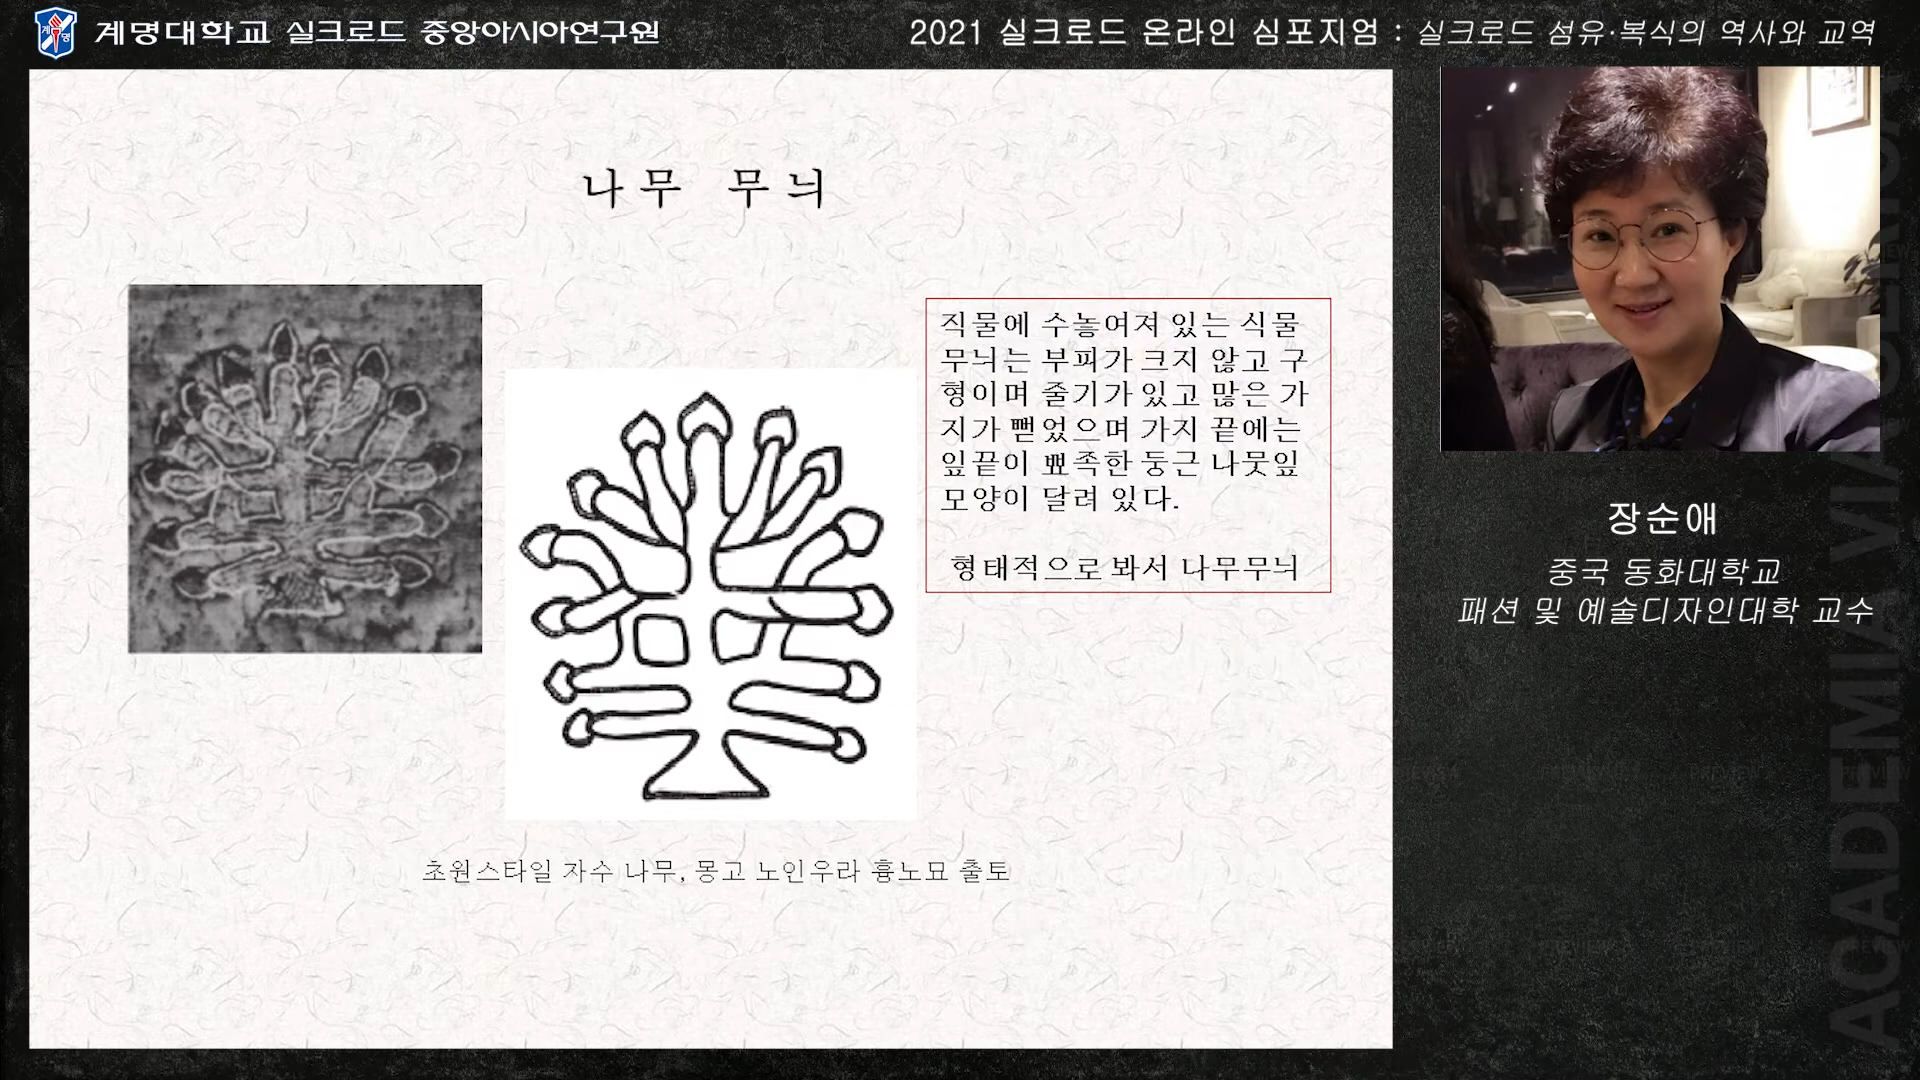 계명대학교 실크로드 중앙아시아연구원
2021 실크로드 온라인 심포지엄 : 실크로드 섬유·복식의 역사와 교역
나무 무늬
직물에 수놓여져 있는 식물
무늬는 부피가 크지 않고 구
형이며 줄기가 있고 많은 가
지가 뻗었으며 가지 끝에는
잎끝이 뾰족한 둥근 나뭇잎
모양이 달려 있다.
형태적으로 봐서 나무무늬
초원스타일 자수 나무, 몽고 노인우라 흉노묘 출토
장순애
중국 동화대학교
패션 및 예술디자인대학 교수
ACADEMIA VIA
PREVIEW